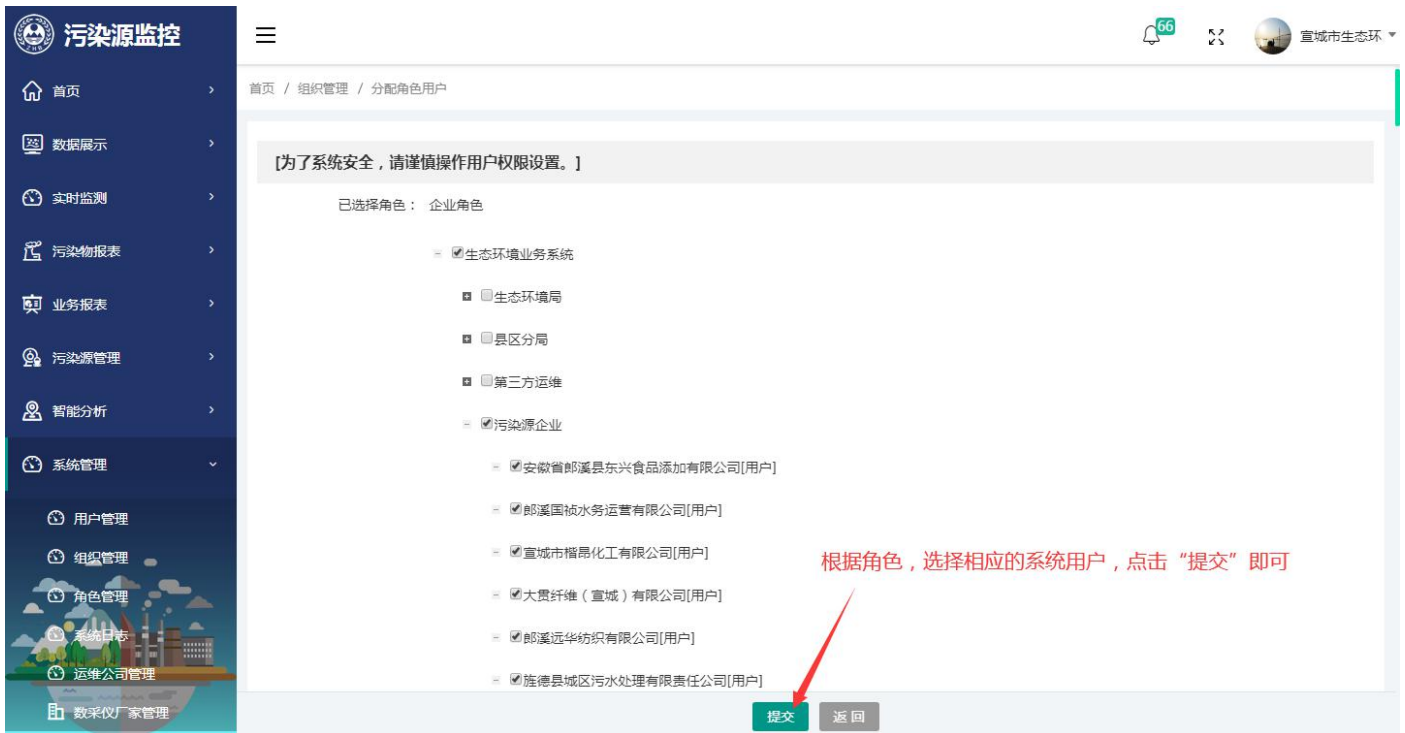 污染源监控
66
宣城市生态环
首页
首页 / 组织管理 / 分配角色用户
数据展示
[为了系统安全，请谨慎操作用户权限设置。]
实时监测
已选择角色： 企业角色
污染物报表
生态环境业务系统
生态环境局
业务报表
县区分局
污染源管理
第三方运维
智能分析
污染源企业
系统管理
安徽省郎溪县东兴食品添加有限公司[用户]
用户管理
郎溪国祯水务运营有限公司[用户]
组织管理
宣城市楷昂化工有限公司[用户]
根据角色，选择相应的系统用户，点击“提交”即可
角色管理
大贯纤维（宣城）有限公司[用户]
系统日志
郎溪远华纺织有限公司[用户]
运维公司管理
旌德县城区污水处理有限责任公司[用户]
数采仪厂家管理
提交
返回